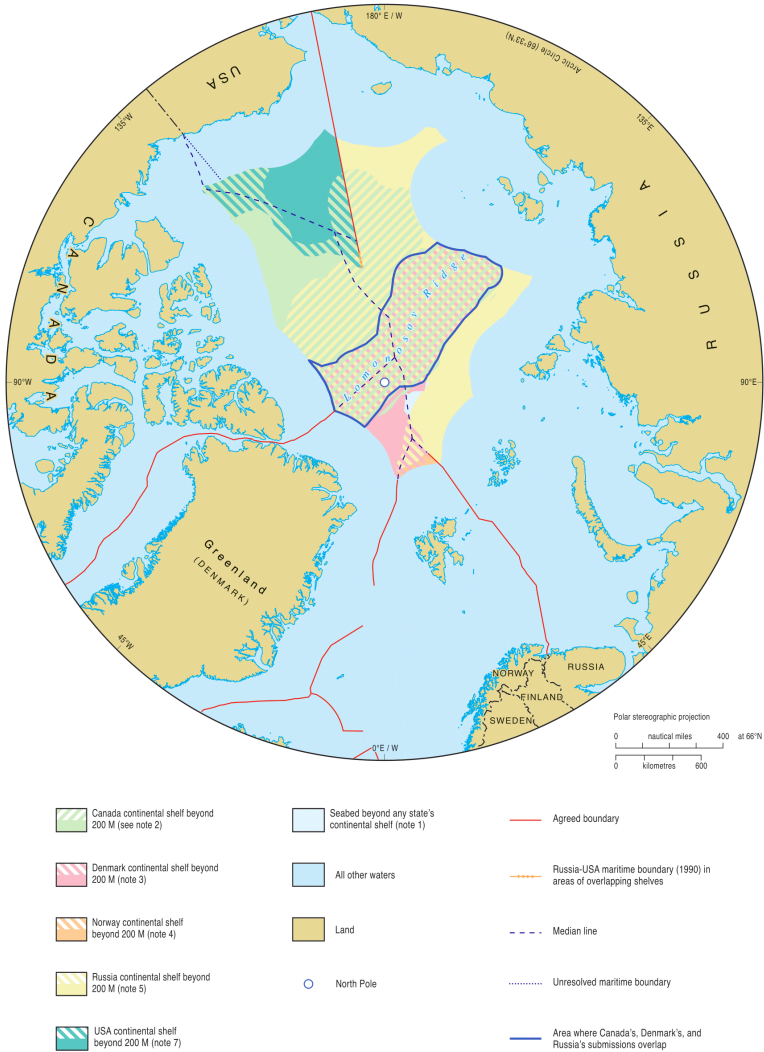 180° E / W
Arctic Circle (66°33'N)
USA
135°W
135°E
CANADA
RUSSIA
Lomonosov Ridge
90°W
90°E
Greenland
(DENMARK)
45°W
45°E
NORWAY
RUSSIA
FINLAND
SWEDEN
0°E / W
Polar stereographic projection
0 nautical miles 400 at 66°N
0 kilometres 600
Canada continental shelf beyond
200 M (see note 2)
Denmark continental shelf beyond
200 M (note 3)
Norway continental shelf
beyond 200 M (note 4)
Russia continental shelf beyond
200 M (note 5)
USA continental shelf
beyond 200 M (note 7)
Seabed beyond any state's
continental shelf (note 1)
All other waters
Land
North Pole
Agreed boundary
Russia-USA maritime boundary (1990) in
areas of overlapping shelves
Median line
Unresolved maritime boundary
Area where Canada's, Denmark's, and
Russia's submissions overlap